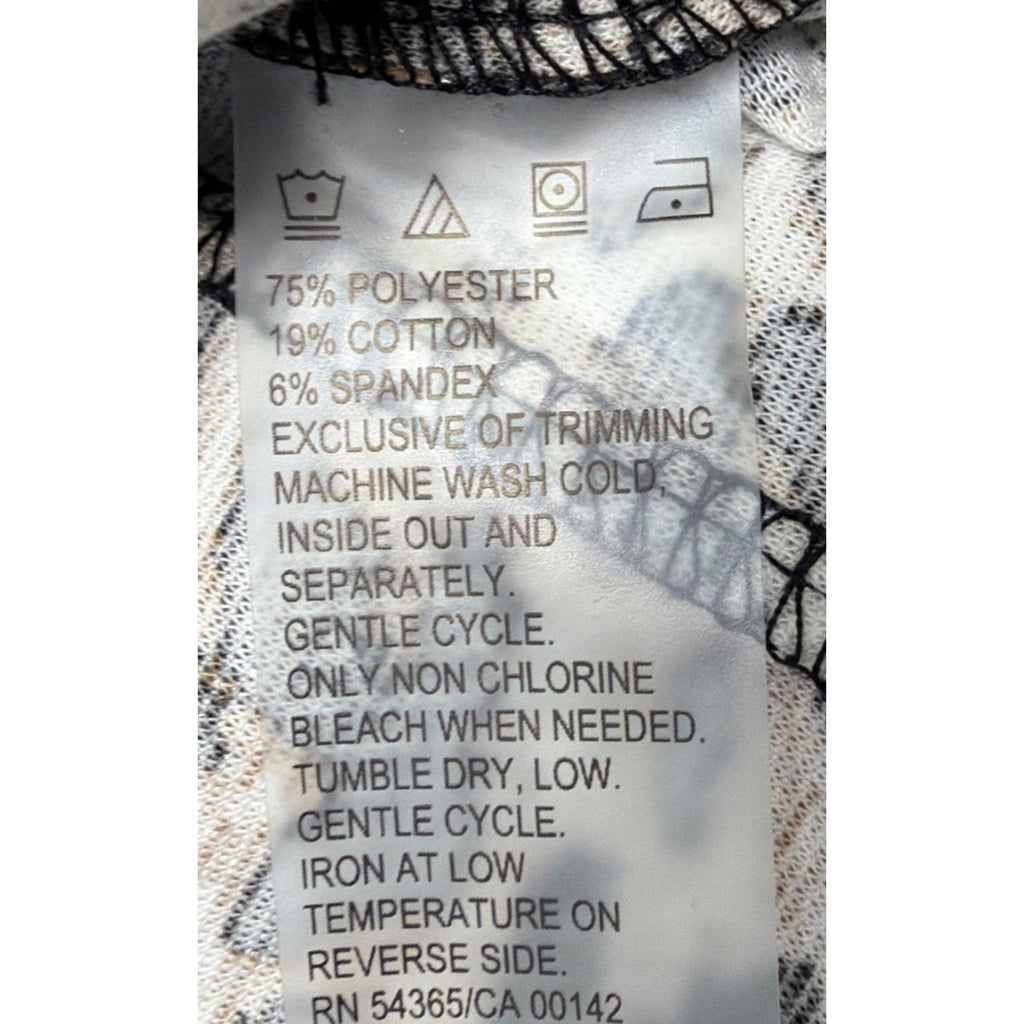 75% POLYESTER
19% COTTON
6% SPANDEX
EXCLUSIVE OF TRIMMING
MACHINE WASH COLD,
INSIDE OUT AND
SEPARATELY.
GENTLE CYCLE.
ONLY NON CHLORINE
BLEACH WHEN NEEDED.
TUMBLE DRY, LOW.
GENTLE CYCLE.
IRON AT LOW
TEMPERATURE ON
REVERSE SIDE.
RN 54365/CA 00142